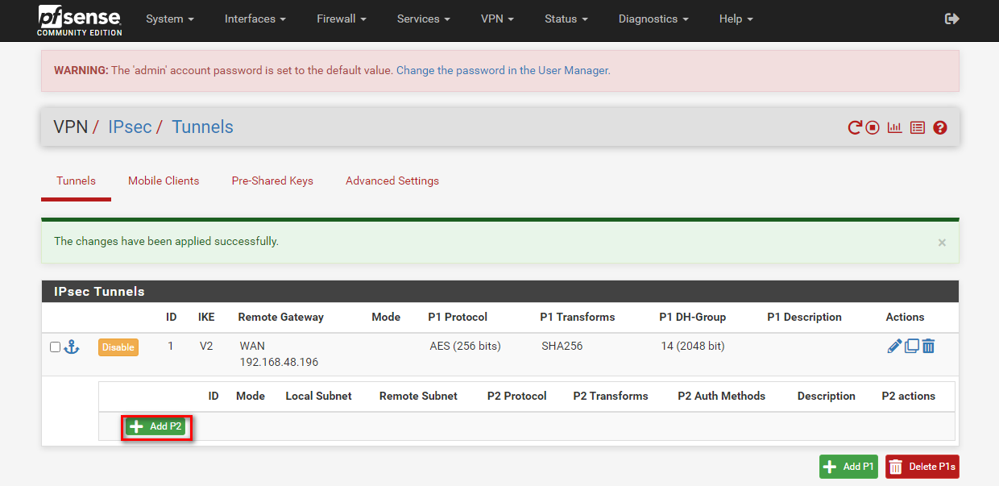 pfsense System Interfaces Firewall Services VPN Status Diagnostics Help
COMMUNITY EDITION
WARNING: The 'admin' account password is set to the default value. Change the password in the User Manager.
VPN / IPsec / Tunnels
Tunnels Mobile Clients Pre-Shared Keys Advanced Settings
The changes have been applied successfully. ×
IPsec Tunnels
ID IKE Remote Gateway Mode P1 Protocol P1 Transforms P1 DH-Group P1 Description Actions
Disable 1 V2 WAN AES (256 bits) SHA256 14 (2048 bit)
192.168.48.196
ID Mode Local Subnet Remote Subnet P2 Protocol P2 Transforms P2 Auth Methods Description P2 actions
Add P2
Add P1 Delete P1s